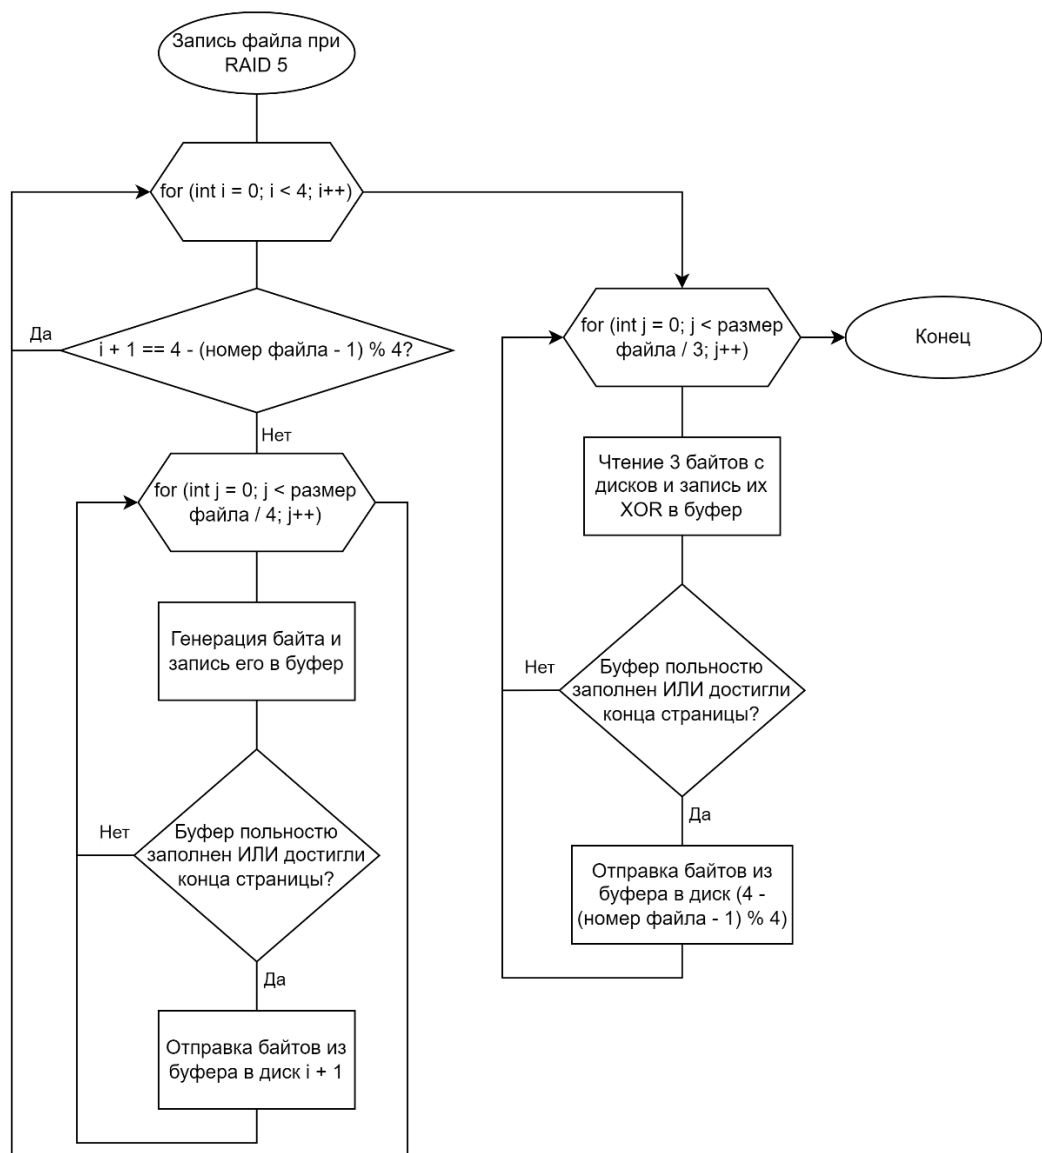 Запись файла при
RAID 5
for (int i = 0; i < 4; i++)
Да
i + 1 == 4 - (номер файла - 1) % 4?
Нет
for (int j = 0; j < размер
файла / 4; j++)
Генерация байта и
запись его в буфер
Нет
Буфер польностю
заполнен ИЛИ достигли
конца страницы?
Да
Отправка байтов из
буфера в диск i + 1
for (int j = 0; j < размер
файла / 3; j++)
Конец
Чтение 3 байтов с
дисков и запись их
XOR в буфер
Нет
Буфер польностю
заполнен ИЛИ достигли
конца страницы?
Да
Отправка байтов из
буфера в диск (4 -
(номер файла - 1) % 4)